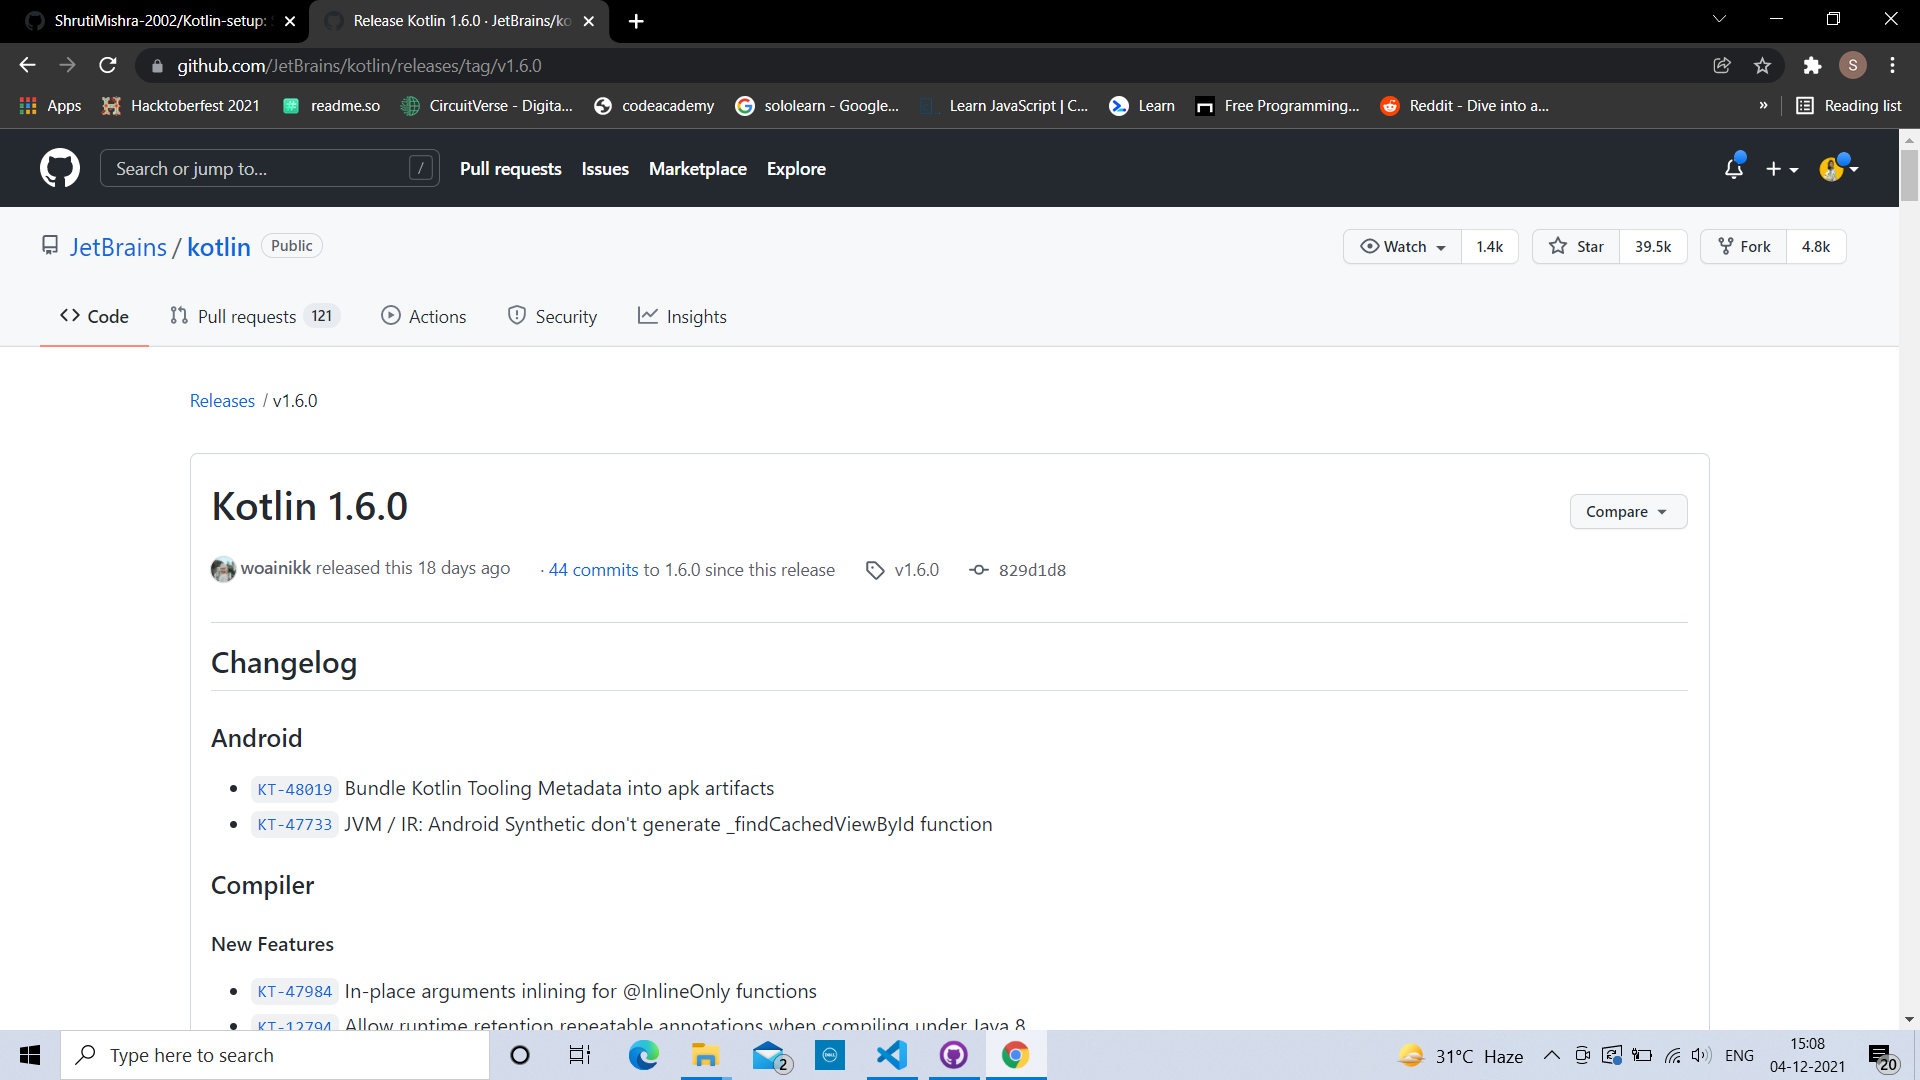 ShrutiMishra-2002/Kotlin-setup:
Release Kotlin 1.6.0 · JetBrains/ko
github.com/JetBrains/kotlin/releases/tag/v1.6.0
S
Apps
Hacktoberfest 2021
readme.so
CircuitVerse - Digita...
codeacademy
sololearn - Google...
Learn JavaScript | C...
Learn
Free Programming...
Reddit - Dive into a...
»
Reading list
Search or jump to...
/
Pull requests
Issues
Marketplace
Explore
JetBrains / kotlin
Public
Watch
1.4k
Star
39.5k
Fork
4.8k
Code
Pull requests 121
Actions
Security
Insights
Releases / v1.6.0
Kotlin 1.6.0
Compare
woainikk released this 18 days ago
· 44 commits to 1.6.0 since this release
v1.6.0
829d1d8
Changelog
Android
• KT-48019 Bundle Kotlin Tooling Metadata into apk artifacts
• KT-47733 JVM / IR: Android Synthetic don't generate _findCachedViewById function
Compiler
New Features
• KT-47984 In-place arguments inlining for @InlineOnly functions
• KT-12794 Allow runtime retention repeatable annotations when compiling under Java 8
Type here to search
2
DELL
31°C Haze
ENG
15:08
04-12-2021
20